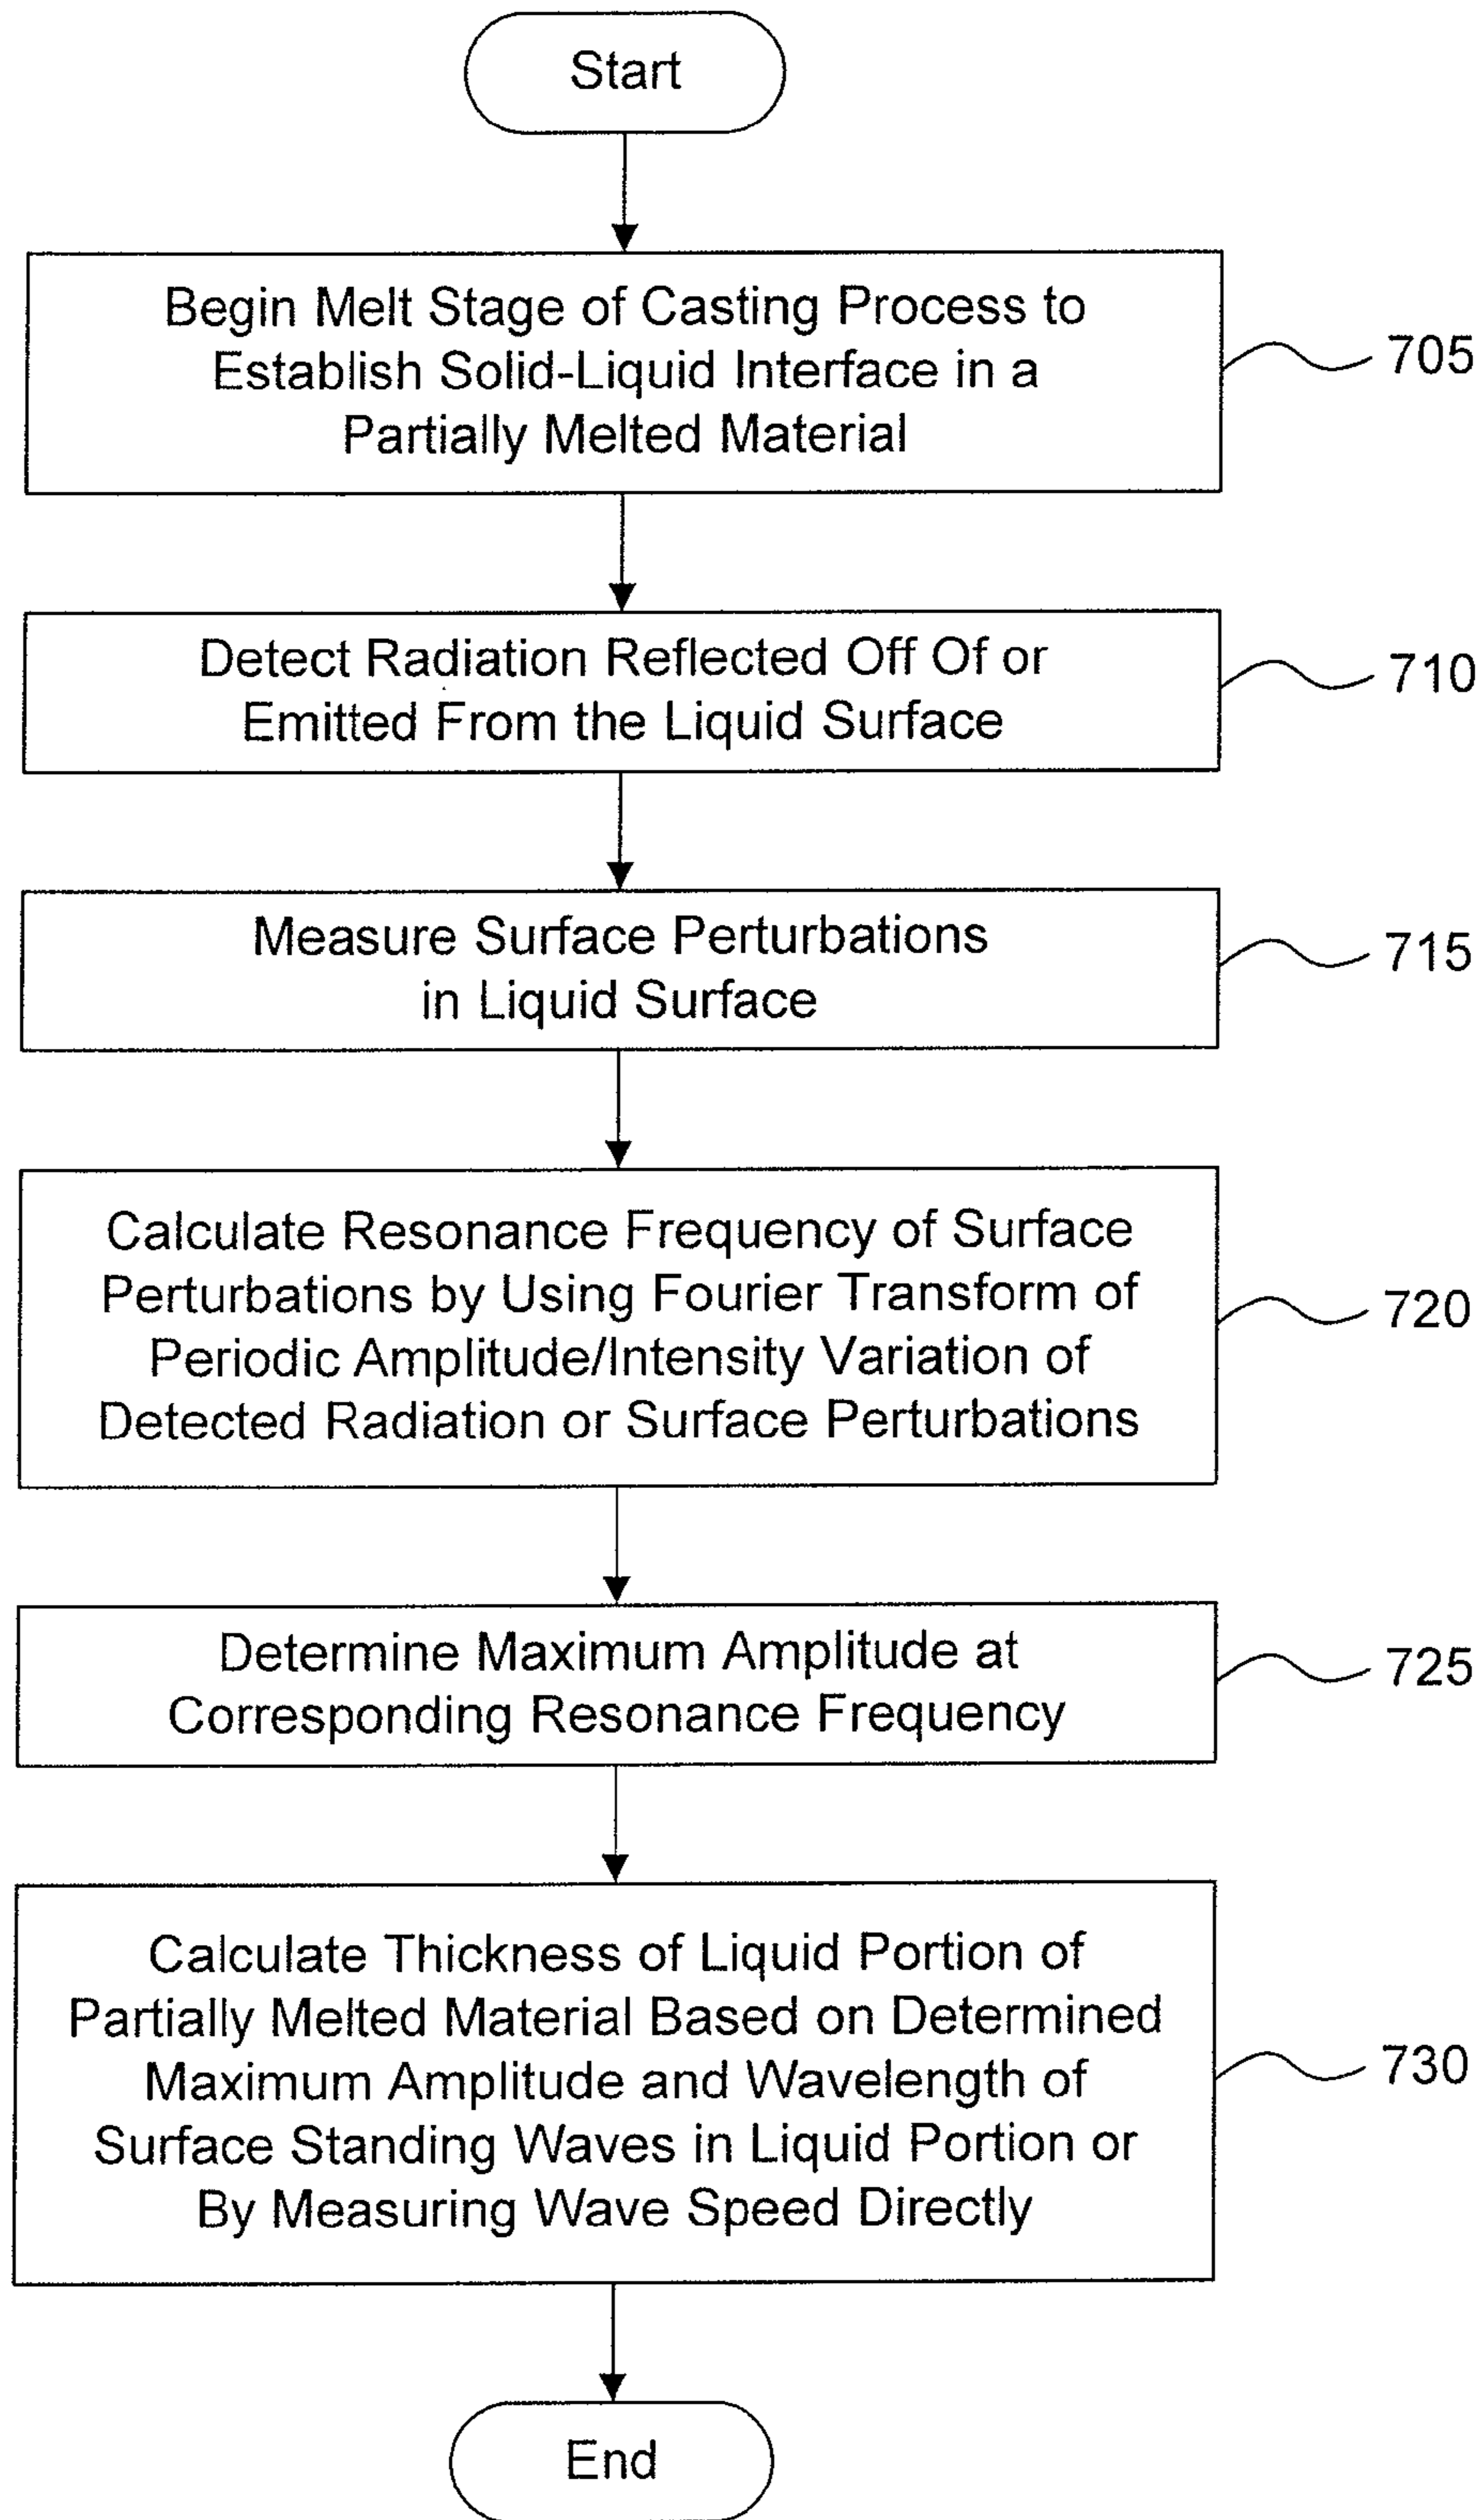 Start
Begin Melt Stage of Casting Process to
Establish Solid-Liquid Interface in a
Partially Melted Material
705
Detect Radiation Reflected Off Of or
Emitted From the Liquid Surface
710
Measure Surface Perturbations
in Liquid Surface
715
Calculate Resonance Frequency of Surface
Perturbations by Using Fourier Transform of
Periodic Amplitude/Intensity Variation of
Detected Radiation or Surface Perturbations
720
Determine Maximum Amplitude at
Corresponding Resonance Frequency
725
Calculate Thickness of Liquid Portion of
Partially Melted Material Based on Determined
Maximum Amplitude and Wavelength of
Surface Standing Waves in Liquid Portion or
By Measuring Wave Speed Directly
730
End